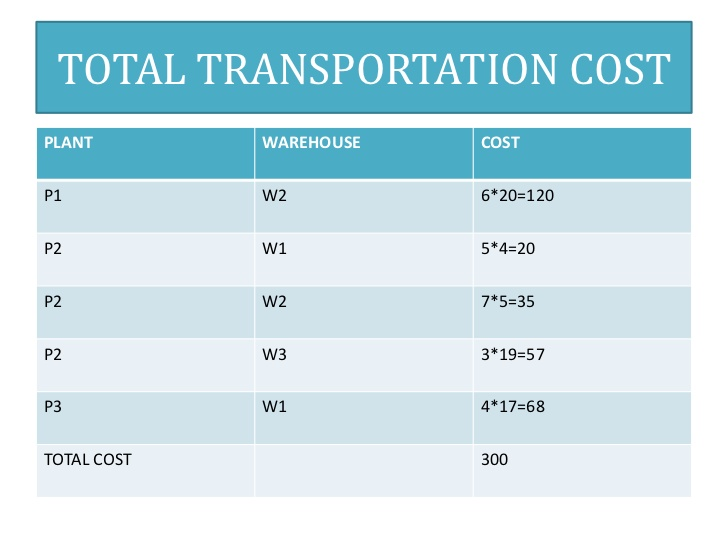 TOTAL TRANSPORTATION COST
PLANT WAREHOUSE COST
P1 W2 6*20=120
P2 W1 5*4=20
P2 W2 7*5=35
P2 W3 3*19=57
P3 W1 4*17=68
TOTAL COST 300